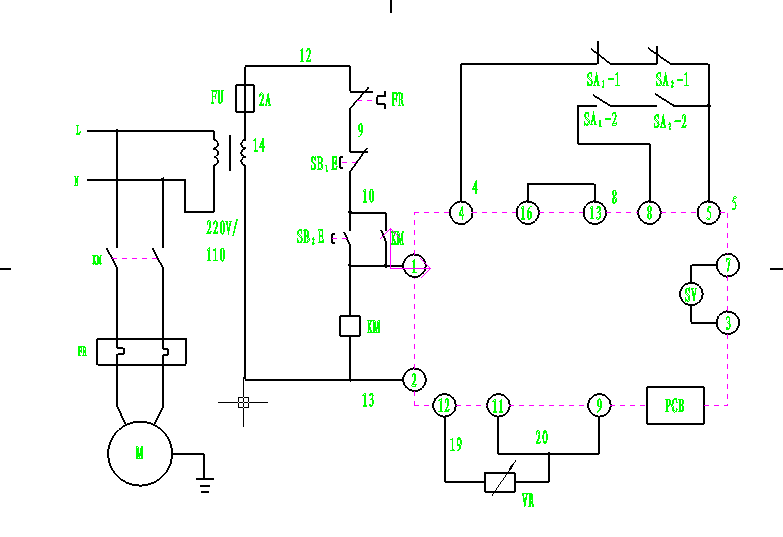 12
SA₁-1
SA₂-1
FU
2A
FR
SA₁-2
SA₂-2
L
9
14
SB₁ E
N
4
10
8
5
4
16
13
8
5
220V/
110
SB₂ E
KM
KM
1
7
SV
KM
3
FR
2
13
12
11
9
PCB
19
20
M
VR